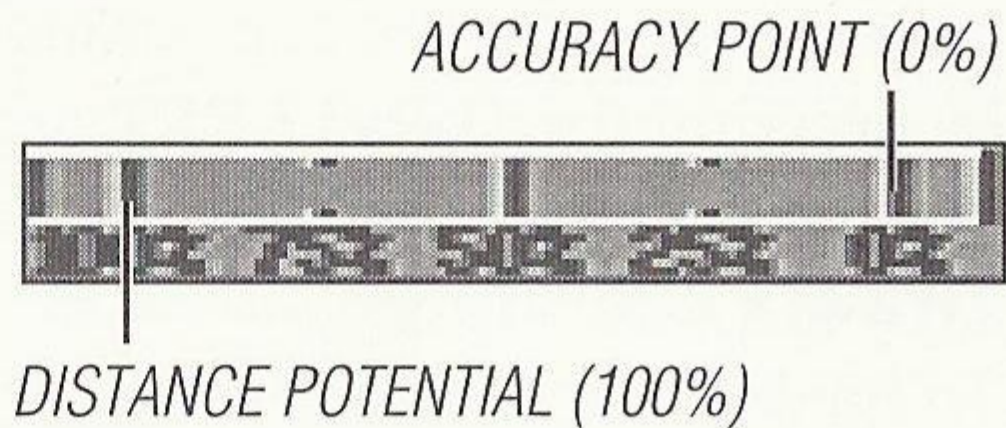 ACCURACY POINT (0%)
100% 75% 50% 25% 0%
DISTANCE POTENTIAL (100%)